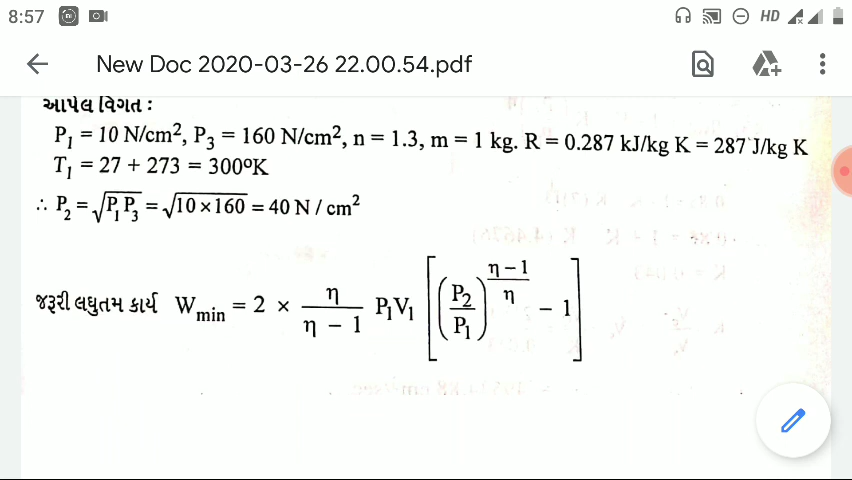 8:57 HD
New Doc 2020-03-26 22.00.54.pdf
આપેલ વિગત :
P₁ = 10 N/cm², P₃ = 160 N/cm², n = 1.3, m = 1 kg. R = 0.287 kJ/kg K = 287 J/kg K
T₁ = 27 + 273 = 300°K
∴ P₂ = √P₁P₃ = √10×160 = 40 N / cm²
જરૂરી લઘુતમ કાર્ય W_min = 2 × η/(η − 1) P₁V₁ [(P₂/P₁)^((η−1)/η) − 1]